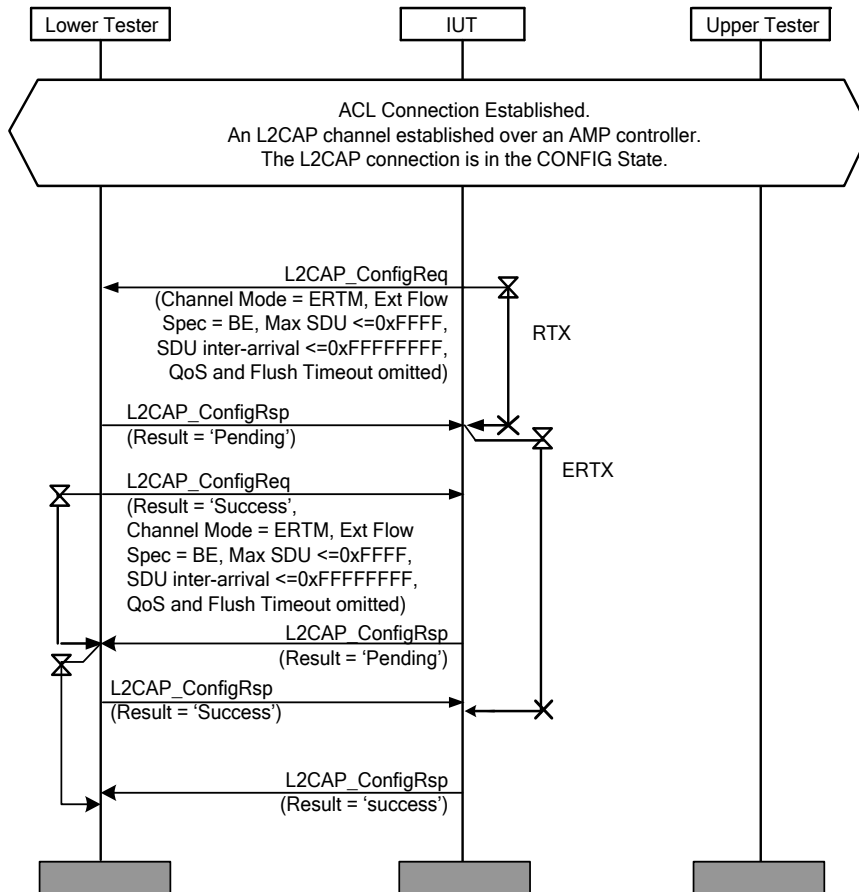 Lower Tester
IUT
Upper Tester
ACL Connection Established.
An L2CAP channel established over an AMP controller.
The L2CAP connection is in the CONFIG State.
L2CAP_ConfigReq
(Channel Mode = ERTM, Ext Flow
Spec = BE, Max SDU <=0xFFFF,
SDU inter-arrival <=0xFFFFFFFF,
QoS and Flush Timeout omitted)
RTX
L2CAP_ConfigRsp
(Result = ‘Pending’)
ERTX
L2CAP_ConfigReq
(Result = ‘Success’,
Channel Mode = ERTM, Ext Flow
Spec = BE, Max SDU <=0xFFFF,
SDU inter-arrival <=0xFFFFFFFF,
QoS and Flush Timeout omitted)
L2CAP_ConfigRsp
(Result = ‘Pending’)
L2CAP_ConfigRsp
(Result = ‘Success’)
L2CAP_ConfigRsp
(Result = ‘success’)